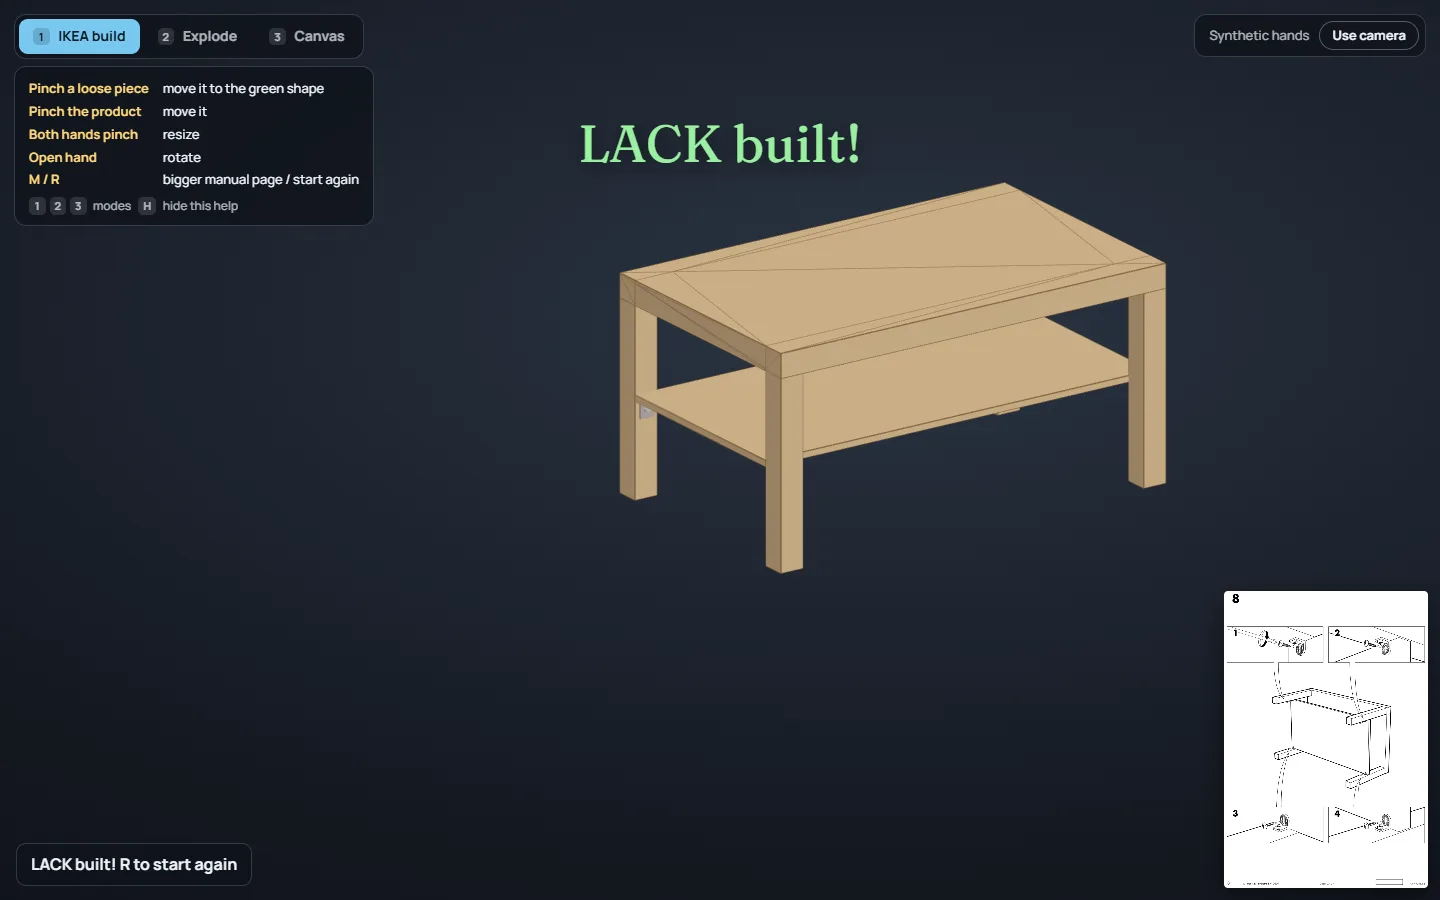 1 IKEA build 2 Explode 3 Canvas
Synthetic hands Use camera
Pinch a loose piece move it to the green shape
Pinch the product move it
Both hands pinch resize
Open hand rotate
M / R bigger manual page / start again
1 2 3 modes H hide this help
LACK built!
8
1 2
3 4
LACK built! R to start again